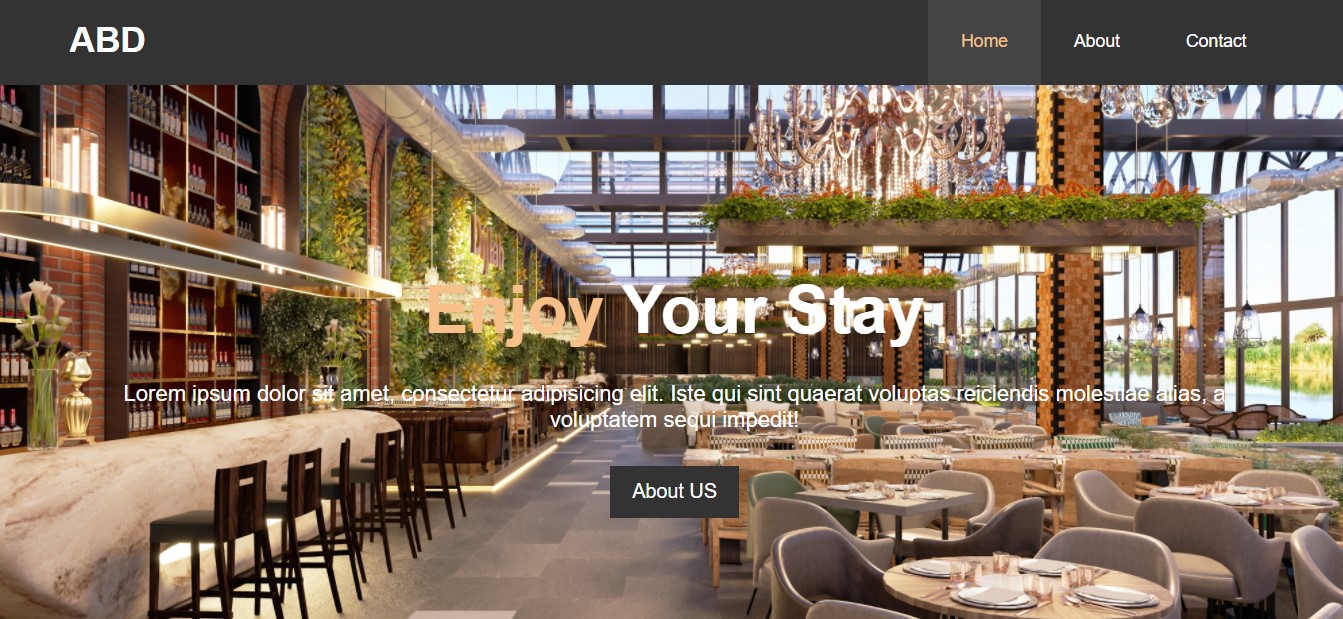 ABD
Home
About
Contact
Enjoy Your Stay
Lorem ipsum dolor sit amet, consectetur adipisicing elit. Iste qui sint quaerat voluptas reiciendis molestiae alias, a
voluptatem sequi impedit!
About US